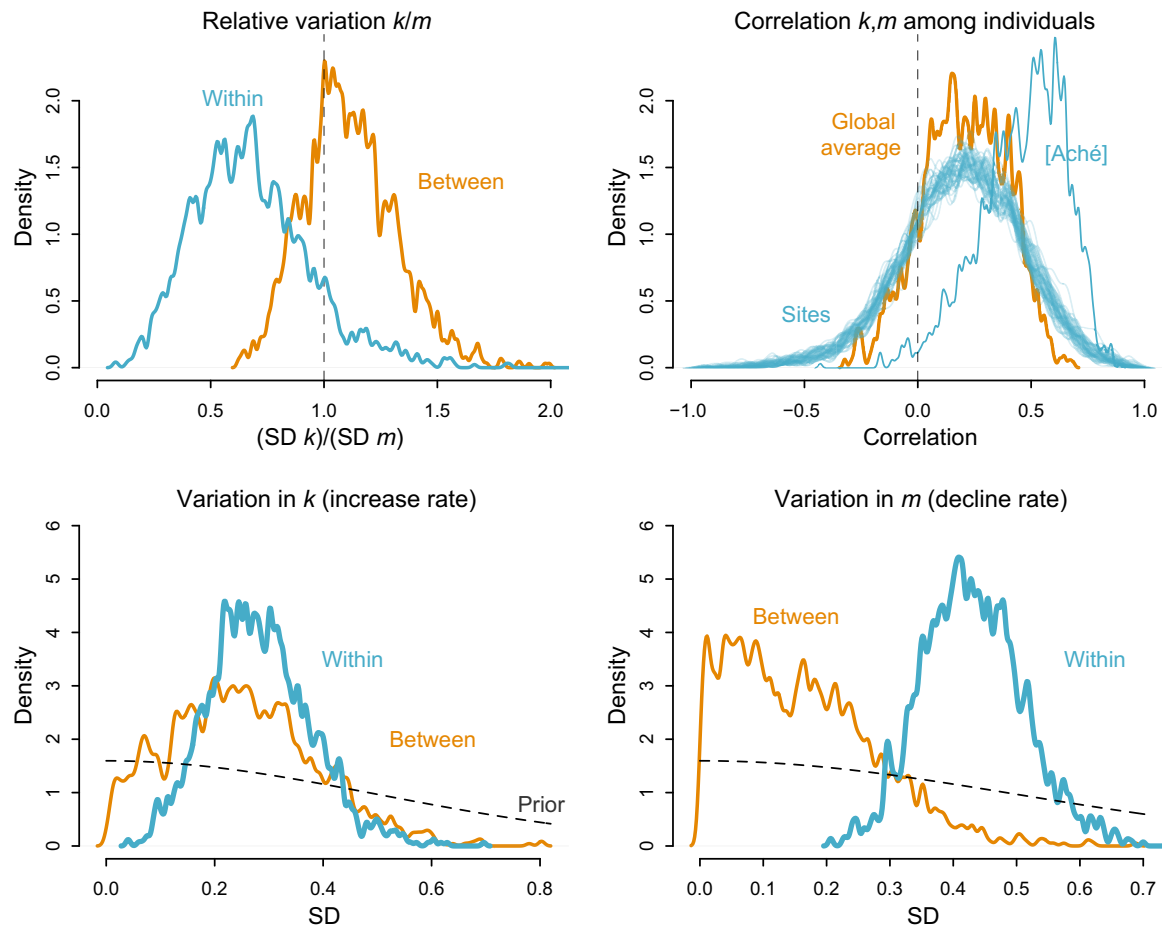 Relative variation k/m
Within
Between
Density
0.0 0.5 1.0 1.5 2.0
0.0 0.5 1.0 1.5 2.0
(SD k)/(SD m)
Correlation k,m among individuals
Global
average
[Aché]
Sites
Density
0.0 0.5 1.0 1.5 2.0
−1.0 −0.5 0.0 0.5 1.0
Correlation
Variation in k (increase rate)
Within
Between
Prior
Density
0 1 2 3 4 5 6
0.0 0.2 0.4 0.6 0.8
SD
Variation in m (decline rate)
Between
Within
Density
0 1 2 3 4 5 6
0.0 0.1 0.2 0.3 0.4 0.5 0.6 0.7
SD